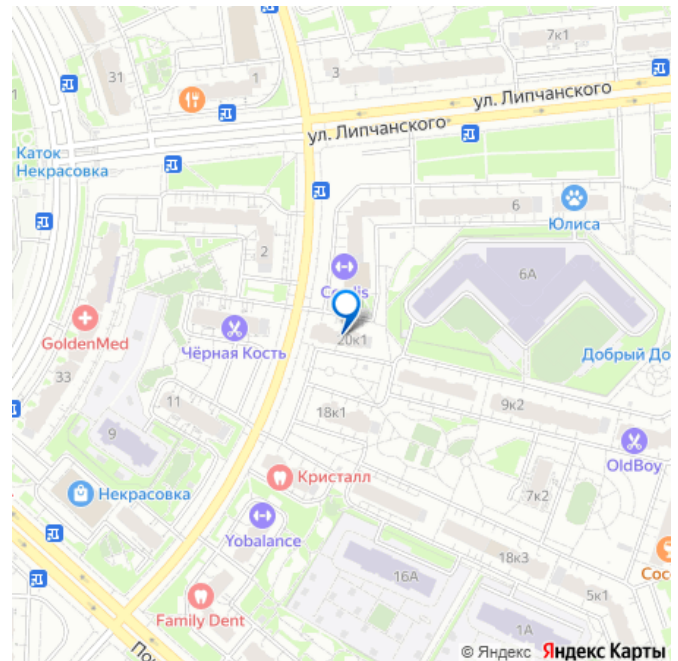 7к1
31
1
3
ул. Липчанского
ул. Липчанского
Каток
Некрасовка
6
Юлиса
2
6А
GoldenMed
Чёрная Кость
20к1
Добрый До
33
11
9к2
18к1
9
OldBoy
Кристалл
Некрасовка
7к2
Yobalance
18к3
16А
Coco
5к1
Family Dent
1А
© Яндекс Яндекс Карты